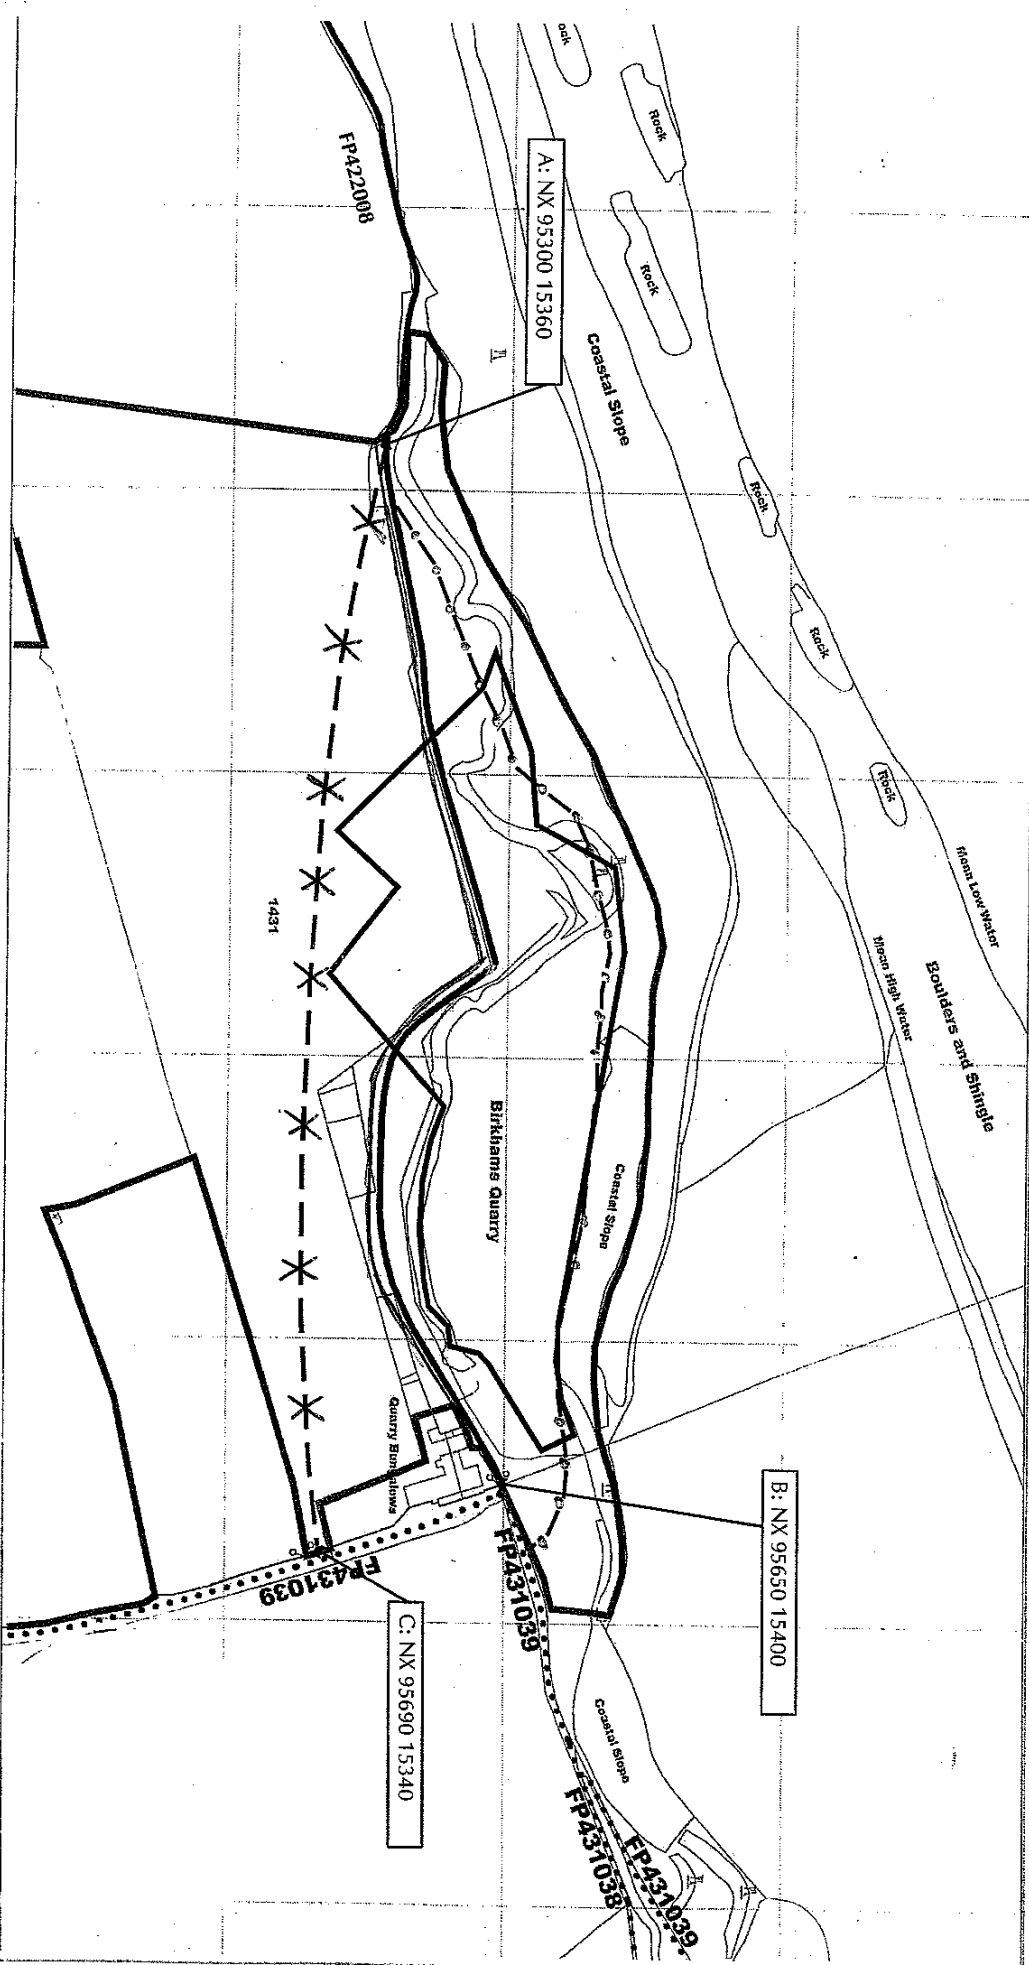 Rock
Rock
Rock
Rock
Rock
Mean Low Water
Mean High Water
Boulders and Shingle
ock
A: NX 95300 15360
Coastal Slope
FP422008
1431
Birkhams Quarry
Coastal Slope
Quarry Bungalows
B: NX 95650 15400
FP431039
FP431039
C: NX 95690 15340
Coastal Slope
FP431038
FP431039